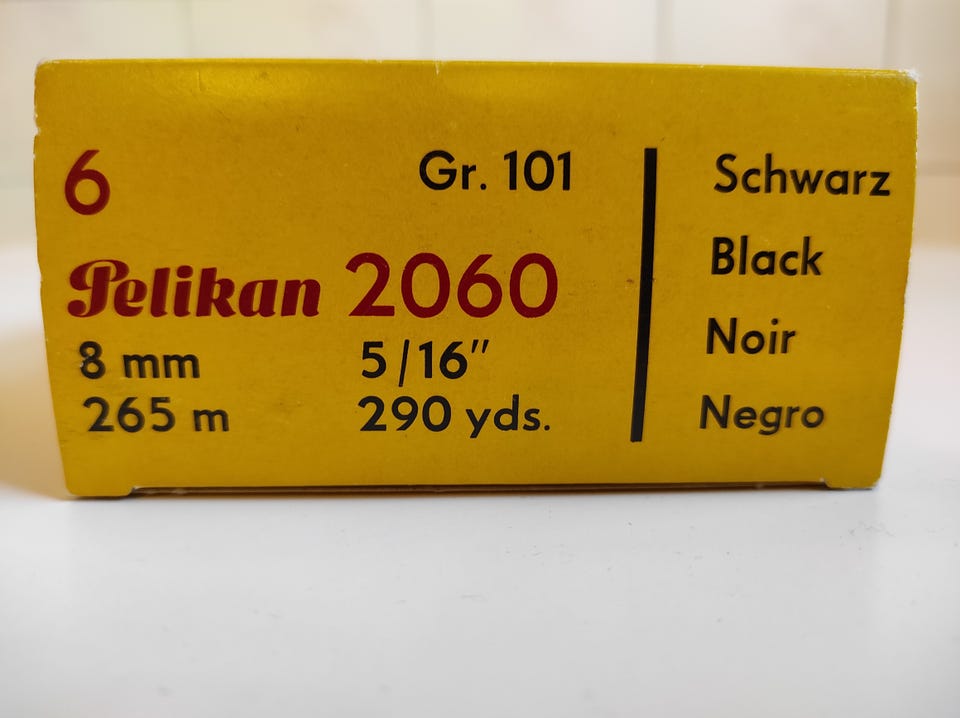 6 Gr. 101
Pelikan 2060
8 mm 5/16"
265 m 290 yds.
Schwarz
Black
Noir
Negro